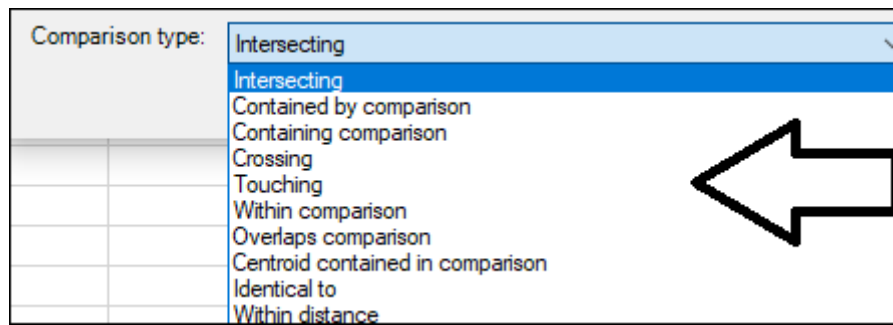 Comparison type: Intersecting
Intersecting
Contained by comparison
Containing comparison
Crossing
Touching
Within comparison
Overlaps comparison
Centroid contained in comparison
Identical to
Within distance